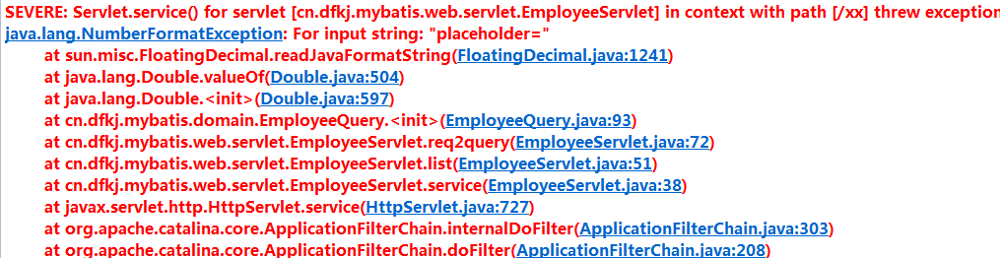 SEVERE: Servlet.service() for servlet [cn.dfkj.mybatis.web.servlet.EmployeeServlet] in context with path [/xx] threw exception
java.lang.NumberFormatException: For input string: "placeholder="
at sun.misc.FloatingDecimal.readJavaFormatString(FloatingDecimal.java:1241)
at java.lang.Double.valueOf(Double.java:504)
at java.lang.Double.<init>(Double.java:597)
at cn.dfkj.mybatis.domain.EmployeeQuery.<init>(EmployeeQuery.java:93)
at cn.dfkj.mybatis.web.servlet.EmployeeServlet.req2query(EmployeeServlet.java:72)
at cn.dfkj.mybatis.web.servlet.EmployeeServlet.list(EmployeeServlet.java:51)
at cn.dfkj.mybatis.web.servlet.EmployeeServlet.service(EmployeeServlet.java:38)
at javax.servlet.http.HttpServlet.service(HttpServlet.java:727)
at org.apache.catalina.core.ApplicationFilterChain.internalDoFilter(ApplicationFilterChain.java:303)
at org.apache.catalina.core.ApplicationFilterChain.doFilter(ApplicationFilterChain.java:208)